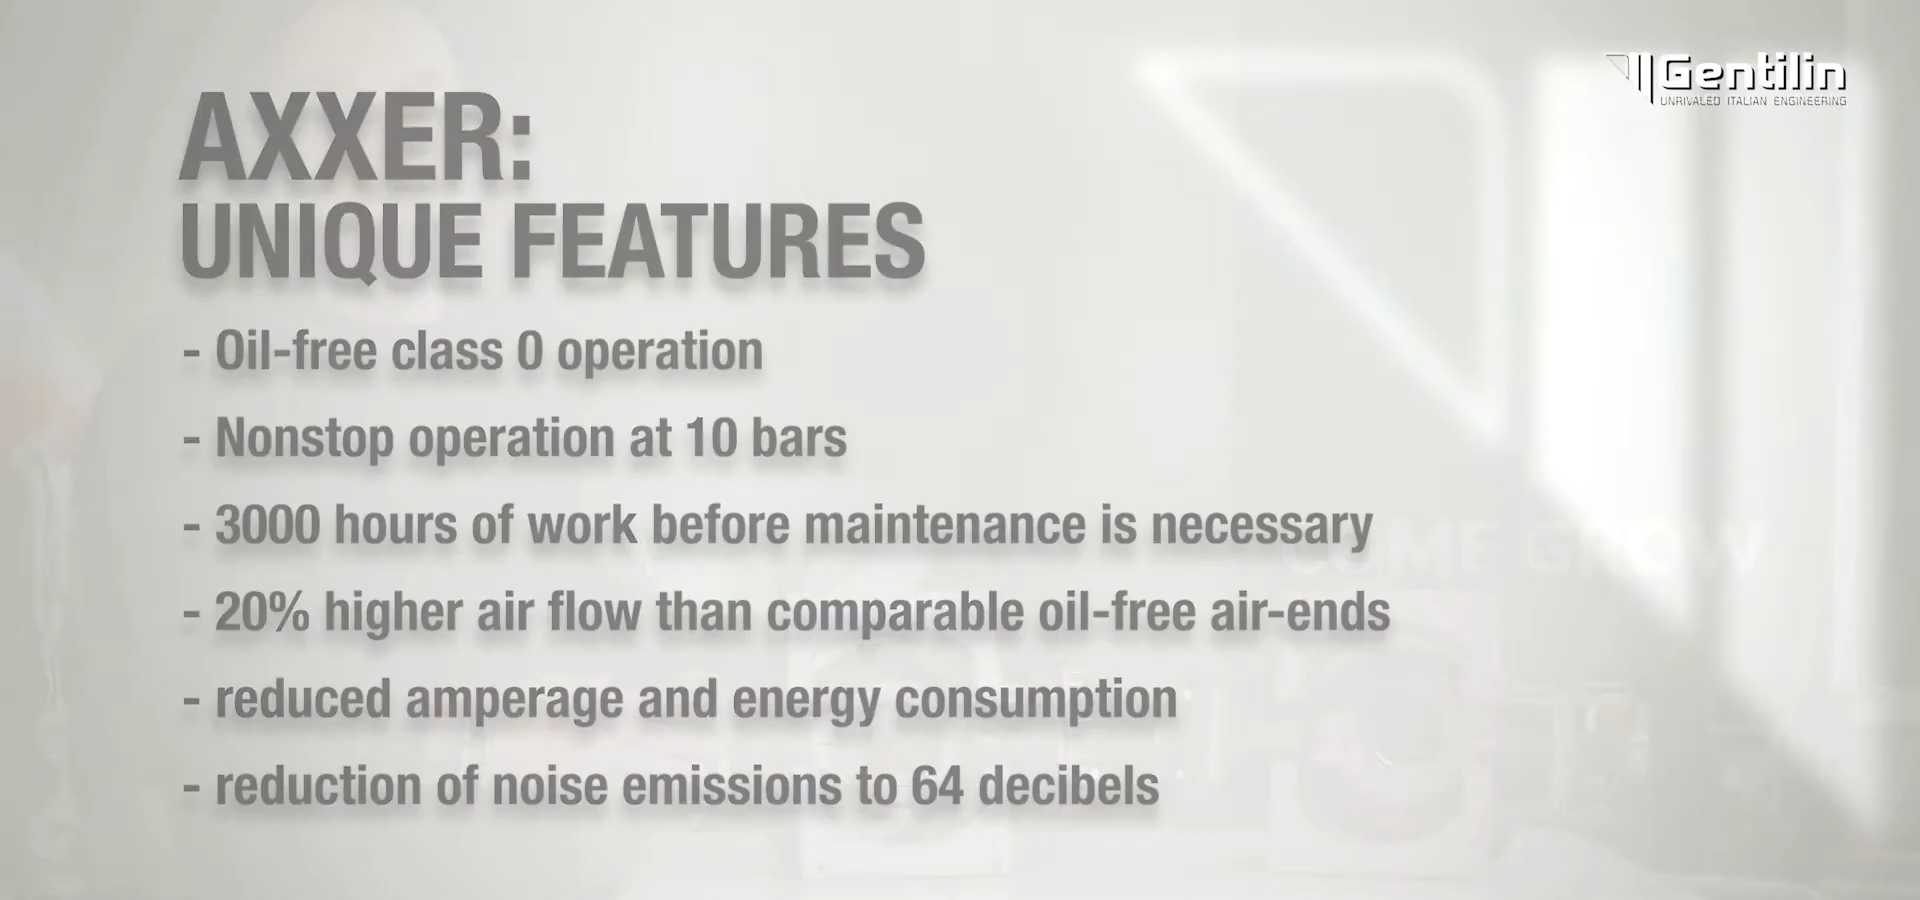 Gentilin
UNRIVALED ITALIAN ENGINEERING
AXXER:
UNIQUE FEATURES
- Oil-free class 0 operation
- Nonstop operation at 10 bars
- 3000 hours of work before maintenance is necessary
- 20% higher air flow than comparable oil-free air-ends
- reduced amperage and energy consumption
- reduction of noise emissions to 64 decibels